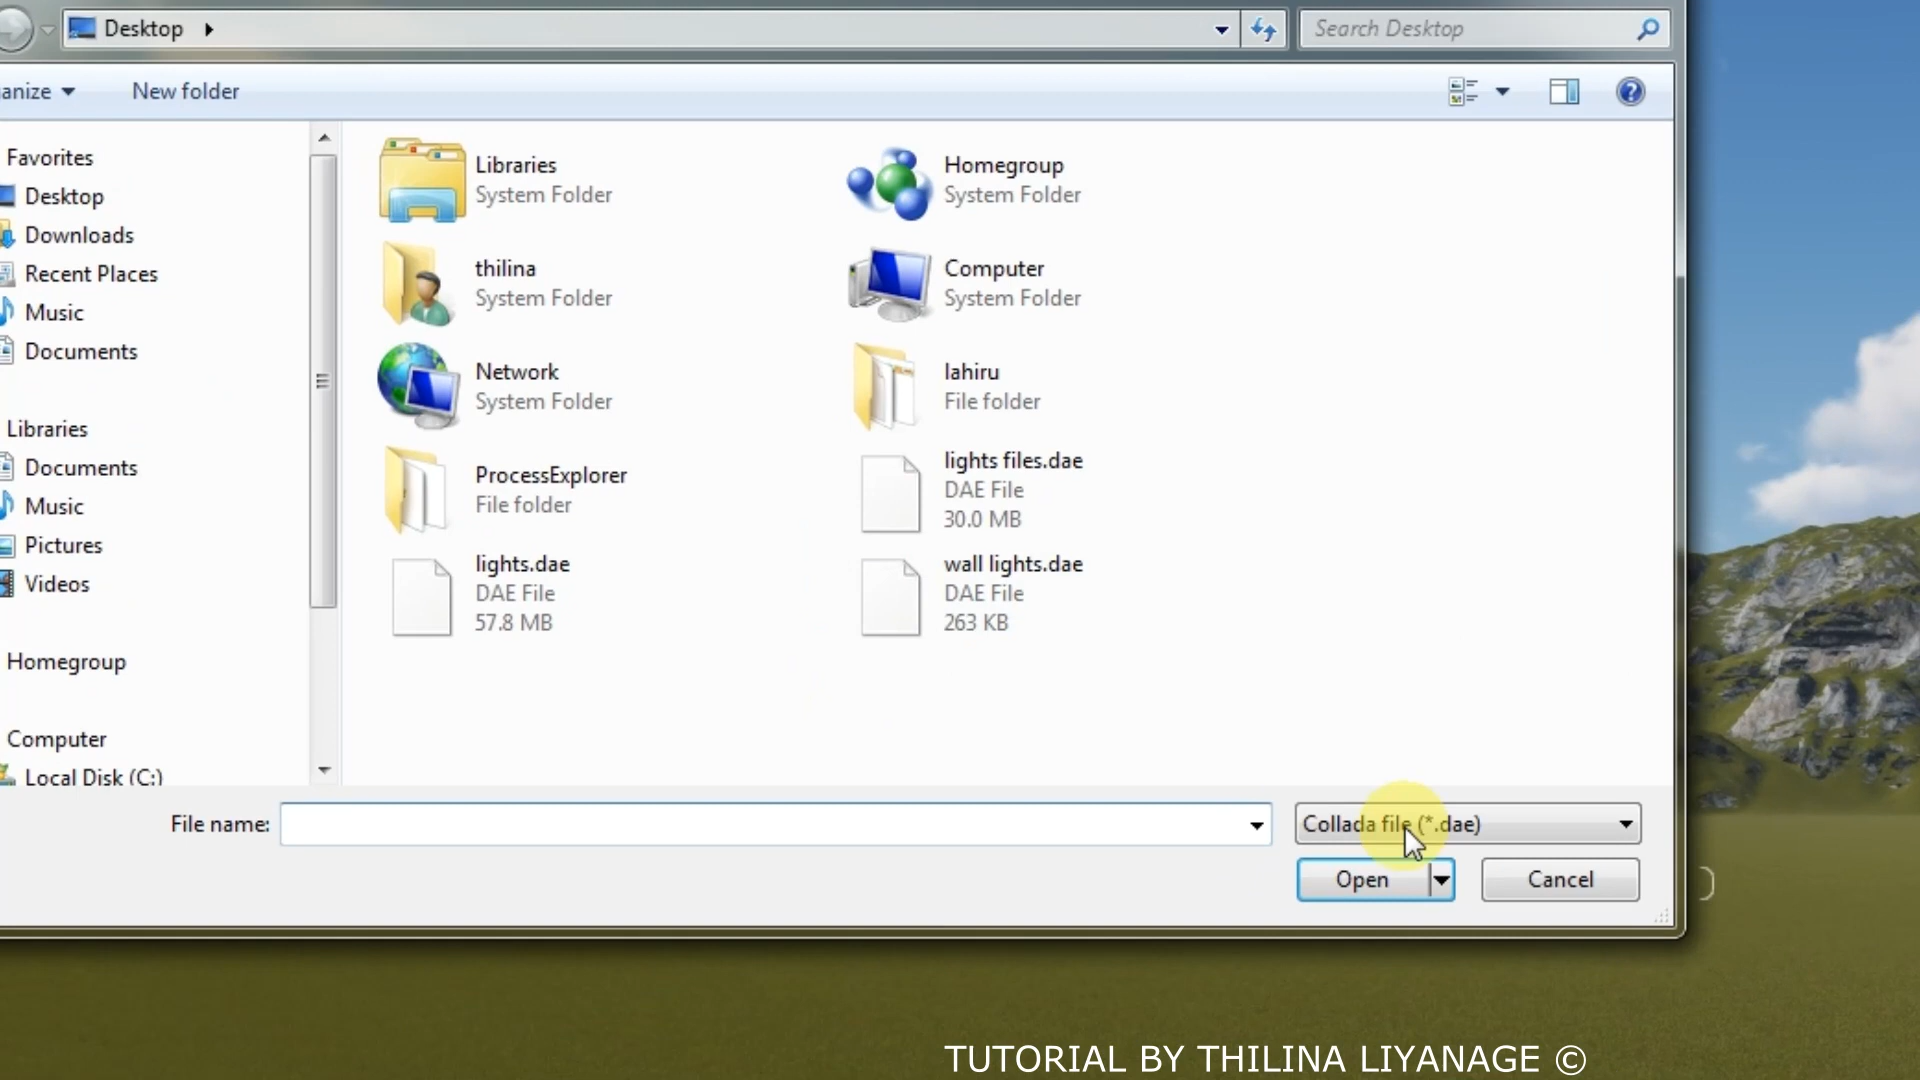 Desktop
Search Desktop
anize
New folder
Favorites
Desktop
Downloads
Recent Places
Music
Documents
Libraries
Documents
Music
Pictures
Videos
Homegroup
Computer
Local Disk (C:)
Libraries
System Folder
Homegroup
System Folder
thilina
System Folder
Computer
System Folder
Network
System Folder
lahiru
File folder
ProcessExplorer
File folder
lights files.dae
DAE File
30.0 MB
lights.dae
DAE File
57.8 MB
wall lights.dae
DAE File
263 KB
File name:
Collada file (*.dae)
Open
Cancel
TUTORIAL BY THILINA LIYANAGE ©